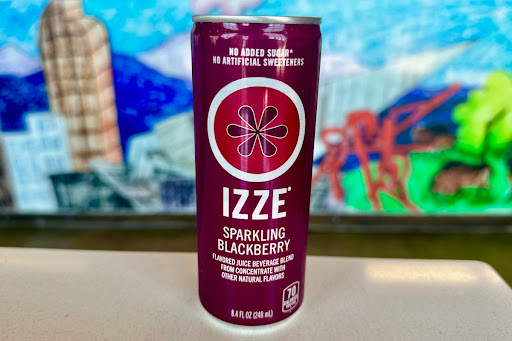 NO ADDED SUGAR*
NO ARTIFICIAL SWEETENERS
IZZE®
SPARKLING
BLACKBERRY
FLAVORED JUICE BEVERAGE BLEND
FROM CONCENTRATE WITH
OTHER NATURAL FLAVORS
70
8.4 FL OZ (248 mL)